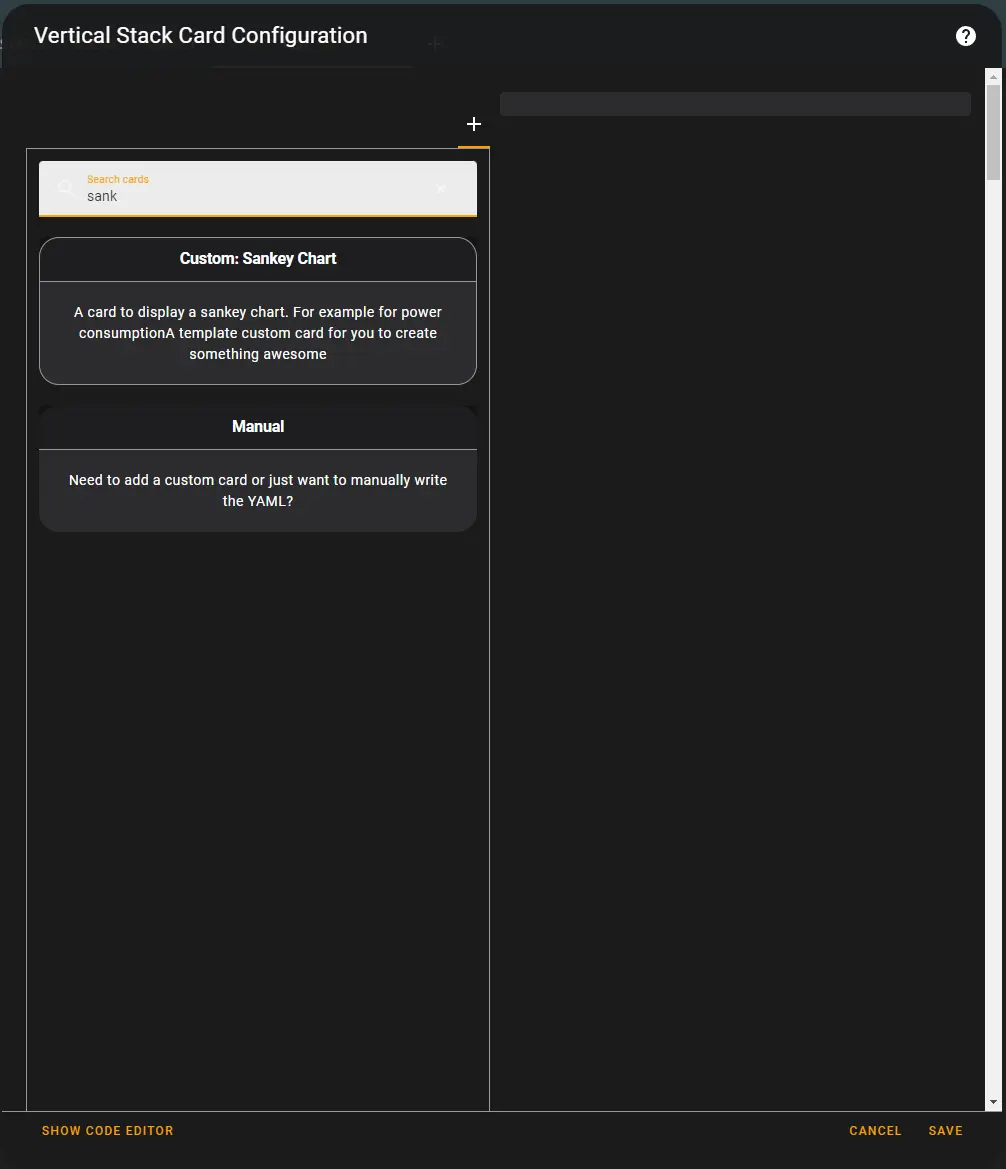 Vertical Stack Card Configuration
Search cards
sank
Custom: Sankey Chart
A card to display a sankey chart. For example for power
consumptionA template custom card for you to create
something awesome
Manual
Need to add a custom card or just want to manually write
the YAML?
SHOW CODE EDITOR
CANCEL
SAVE